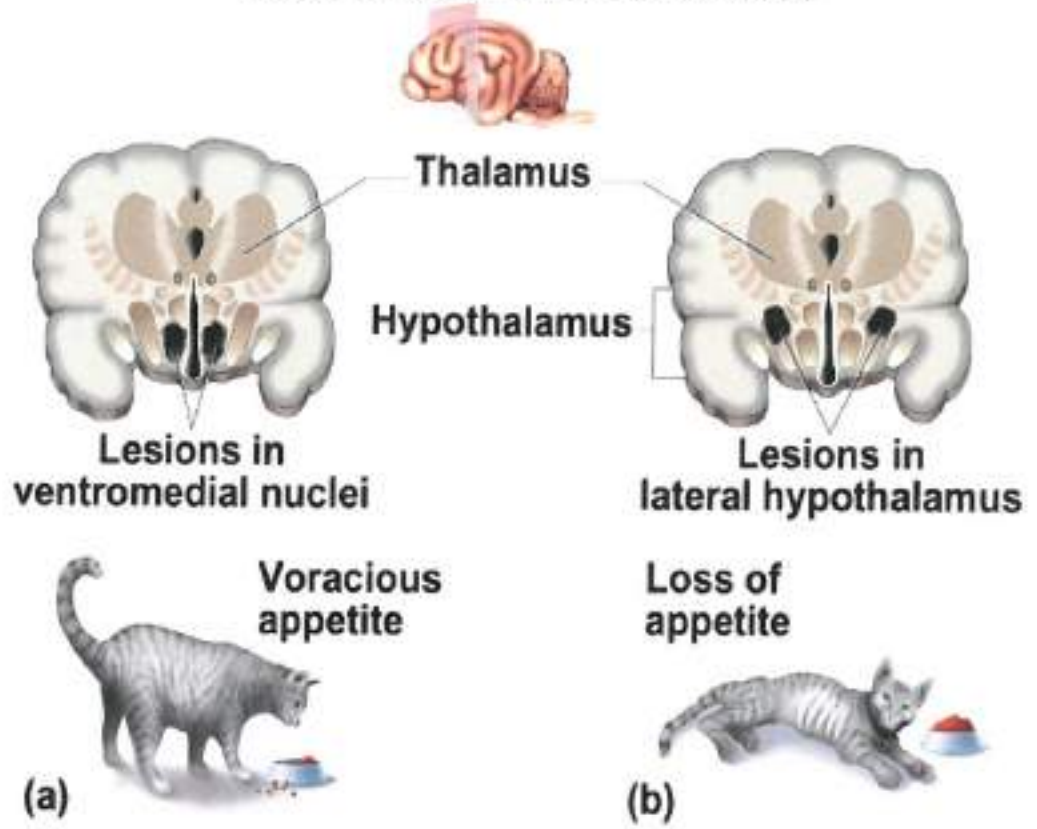 Thalamus
Hypothalamus
Lesions in
ventromedial nuclei
Lesions in
lateral hypothalamus
Voracious
appetite
Loss of
appetite
(a)
(b)